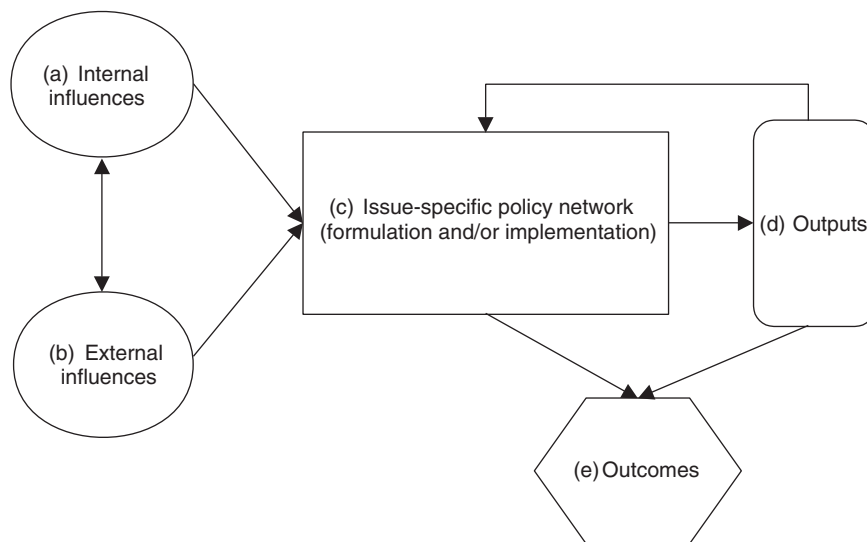 (a) Internal
influences
(c) Issue-specific policy network
(formulation and/or implementation)
(d) Outputs
(b) External
influences
(e) Outcomes